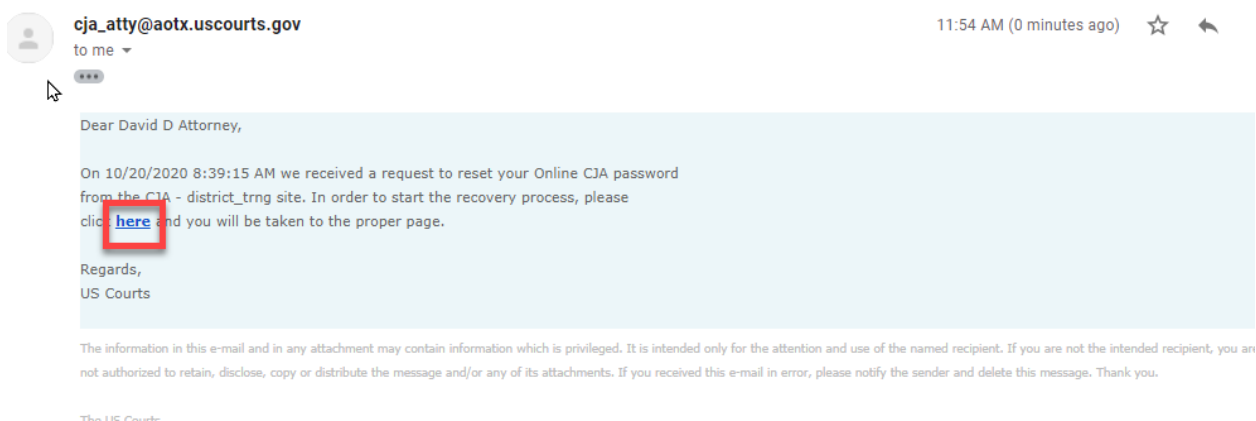 cja_atty@aotx.uscourts.gov 11:54 AM (0 minutes ago)
to me
Dear David D Attorney,
On 10/20/2020 8:39:15 AM we received a request to reset your Online CJA password
from the CJA - district_trng site. In order to start the recovery process, please
click here and you will be taken to the proper page.
Regards,
US Courts
The information in this e-mail and in any attachment may contain information which is privileged. It is intended only for the attention and use of the named recipient. If you are not the intended recipient, you are
not authorized to retain, disclose, copy or distribute the message and/or any of its attachments. If you received this e-mail in error, please notify the sender and delete this message. Thank you.
The US Courts